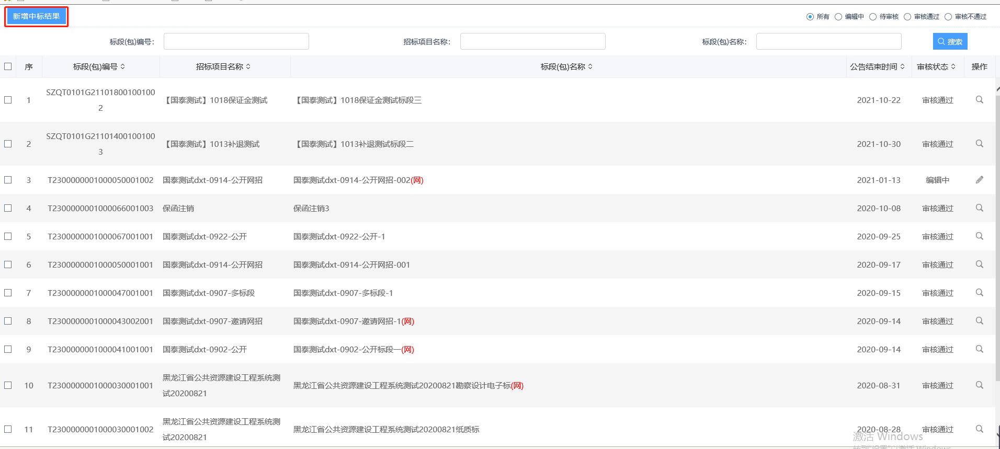 新增中标结果
所有 编辑中 待审核 审核通过 审核不通过
标段(包)编号： 招标项目名称： 标段(包)名称： 搜索
序 标段(包)编号 招标项目名称 标段(包)名称 公告结束时间 审核状态 操作
1 SZQT0101G211018001001002 【国泰测试】1018保证金测试 【国泰测试】1018保证金测试标段三 2021-10-22 审核通过
2 SZQT0101G211014001001003 【国泰测试】1013补退测试 【国泰测试】1013补退测试标段二 2021-10-30 审核通过
3 T2300000001000050001002 国泰测试dxt-0914-公开网招 国泰测试dxt-0914-公开网招-002(网) 2021-01-13 编辑中
4 T2300000001000066001003 保函注销 保函注销3 2020-10-08 审核通过
5 T2300000001000067001001 国泰测试dxt-0922-公开 国泰测试dxt-0922-公开-1 2020-09-25 审核通过
6 T2300000001000050001001 国泰测试dxt-0914-公开网招 国泰测试dxt-0914-公开网招-001 2020-09-17 审核通过
7 T2300000001000047001001 国泰测试dxt-0907-多标段 国泰测试dxt-0907-多标段-1 2020-09-15 审核通过
8 T2300000001000043002001 国泰测试dxt-0907-邀请网招 国泰测试dxt-0907-邀请网招-1(网) 2020-09-14 审核通过
9 T2300000001000041001001 国泰测试dxt-0902-公开 国泰测试dxt-0902-公开标段一(网) 2020-09-14 审核通过
10 T2300000001000030001001 黑龙江省公共资源建设工程系统测试20200821 黑龙江省公共资源建设工程系统测试20200821勘察设计电子标(网) 2020-08-31 审核通过
11 T2300000001000030001002 黑龙江省公共资源建设工程系统测试20200821 黑龙江省公共资源建设工程系统测试20200821纸质标 2020-08-28 审核通过
激活 Windows
转到"设置"以激活 Windows